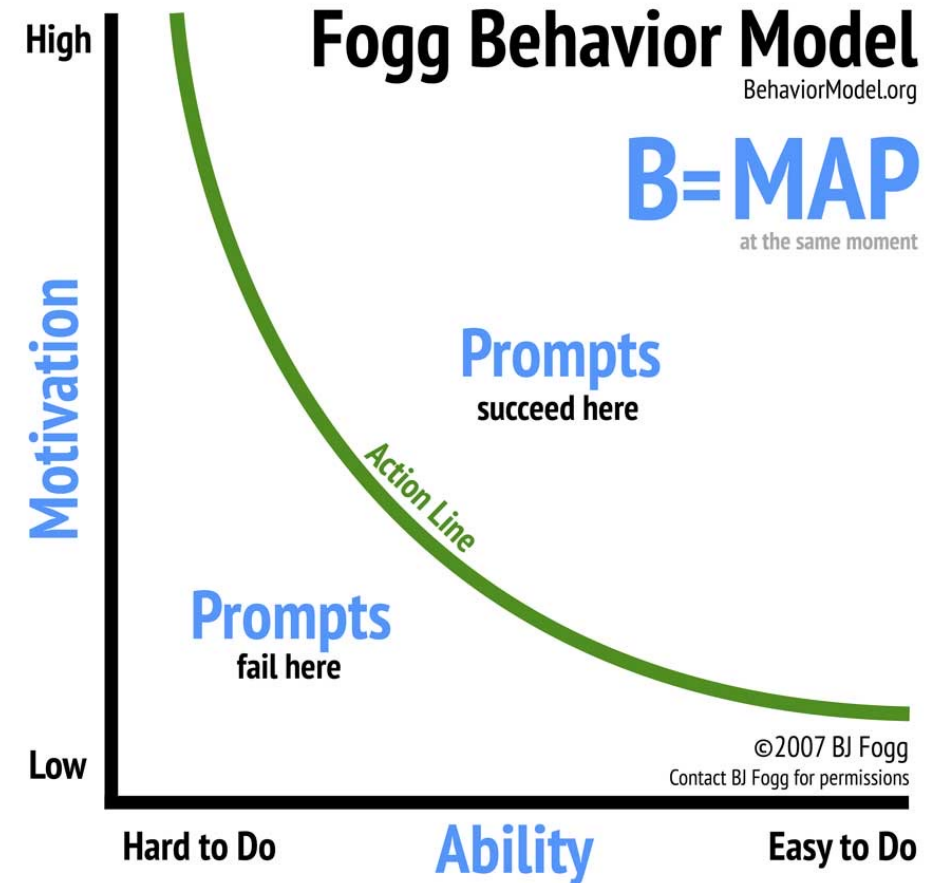 High
Fogg Behavior Model
BehaviorModel.org
B=MAP
at the same moment
Motivation
Prompts
succeed here
Action Line
Prompts
fail here
Low
©2007 BJ Fogg
Contact BJ Fogg for permissions
Hard to Do
Ability
Easy to Do